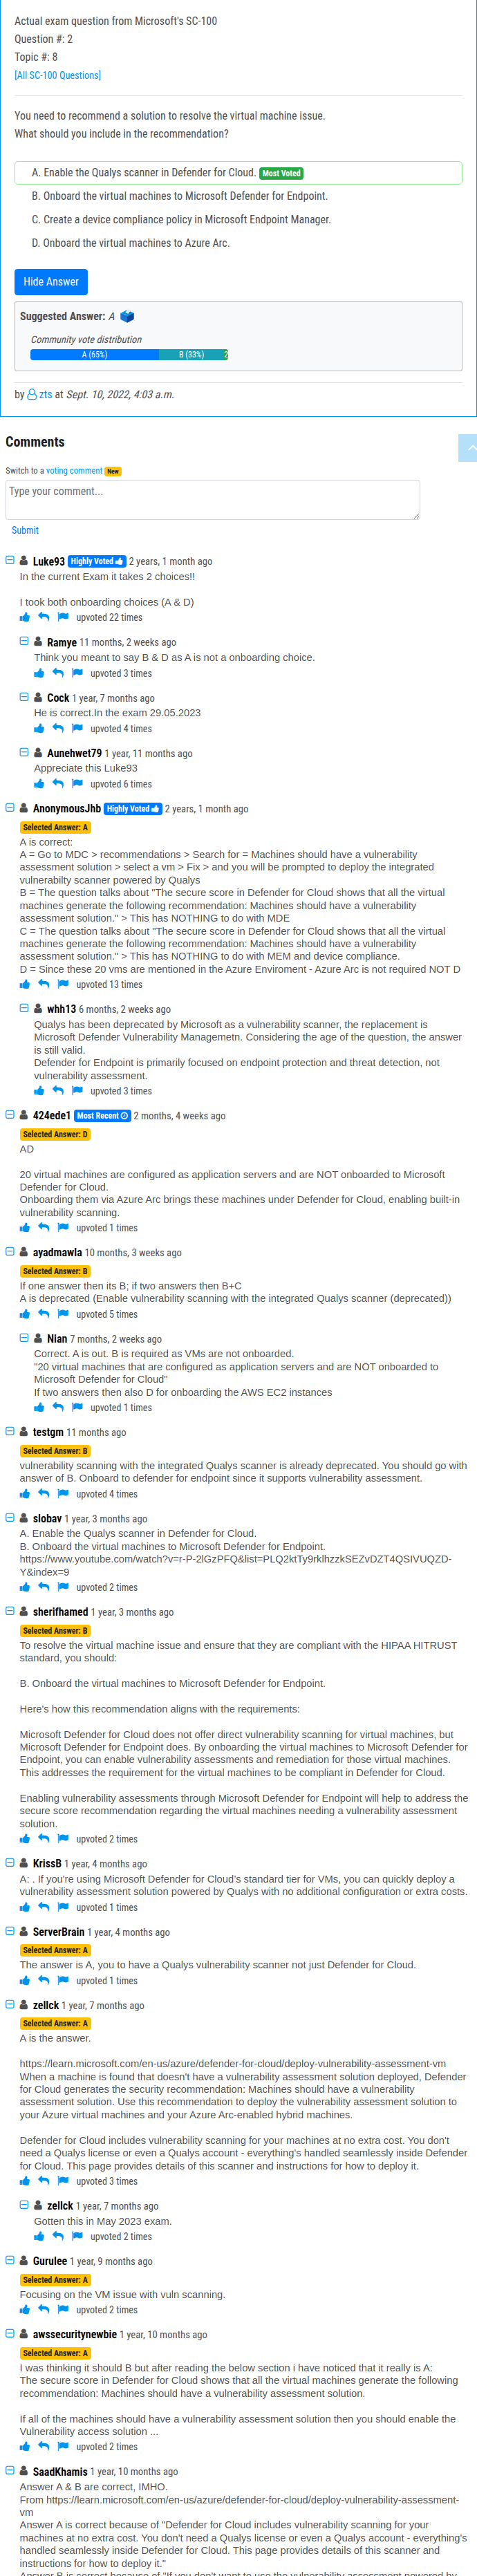 Actual exam question from Microsoft's SC-100
Question #: 2
Topic #: 8
[All SC-100 Questions]
You need to recommend a solution to resolve the virtual machine issue.
What should you include in the recommendation?
A. Enable the Qualys scanner in Defender for Cloud. Most Voted
B. Onboard the virtual machines to Microsoft Defender for Endpoint.
C. Create a device compliance policy in Microsoft Endpoint Manager.
D. Onboard the virtual machines to Azure Arc.
Hide Answer
Suggested Answer: A
Community vote distribution
A (65%) B (33%) 2
by zts at Sept. 10, 2022, 4:03 a.m.
Comments
Switch to a voting comment New
Type your comment...
Submit
Luke93 Highly Voted 2 years, 1 month ago
In the current Exam it takes 2 choices!!
I took both onboarding choices (A & D)
upvoted 22 times
Ramye 11 months, 2 weeks ago
Think you meant to say B & D as A is not a onboarding choice.
upvoted 3 times
Cock 1 year, 7 months ago
He is correct.In the exam 29.05.2023
upvoted 4 times
Aunehwet79 1 year, 11 months ago
Appreciate this Luke93
upvoted 6 times
AnonymousJhb Highly Voted 2 years, 1 month ago
Selected Answer: A
A is correct:
A = Go to MDC > recommendations > Search for = Machines should have a vulnerability
assessment solution > select a vm > Fix > and you will be prompted to deploy the integrated
vulnerabilty scanner powered by Qualys
B = The question talks about "The secure score in Defender for Cloud shows that all the virtual
machines generate the following recommendation: Machines should have a vulnerability
assessment solution." > This has NOTHING to do with MDE
C = The question talks about "The secure score in Defender for Cloud shows that all the virtual
machines generate the following recommendation: Machines should have a vulnerability
assessment solution." > This has NOTHING to do with MEM and device compliance.
D = Since these 20 vms are mentioned in the Azure Enviroment - Azure Arc is not required NOT D
upvoted 13 times
whh13 6 months, 2 weeks ago
Qualys has been deprecated by Microsoft as a vulnerability scanner, the replacement is
Microsoft Defender Vulnerability Managemetn. Considering the age of the question, the answer
is still valid.
Defender for Endpoint is primarily focused on endpoint protection and threat detection, not
vulnerability assessment.
upvoted 3 times
424ede1 Most Recent 2 months, 4 weeks ago
Selected Answer: D
AD
20 virtual machines are configured as application servers and are NOT onboarded to Microsoft
Defender for Cloud.
Onboarding them via Azure Arc brings these machines under Defender for Cloud, enabling built-in
vulnerability scanning.
upvoted 1 times
ayadmawla 10 months, 3 weeks ago
Selected Answer: B
If one answer then its B; if two answers then B+C
A is deprecated (Enable vulnerability scanning with the integrated Qualys scanner (deprecated))
upvoted 5 times
Nian 7 months, 2 weeks ago
Correct. A is out. B is required as VMs are not onboarded.
"20 virtual machines that are configured as application servers and are NOT onboarded to
Microsoft Defender for Cloud"
If two answers then also D for onboarding the AWS EC2 instances
upvoted 1 times
testgm 11 months ago
Selected Answer: B
vulnerability scanning with the integrated Qualys scanner is already deprecated. You should go with
answer of B. Onboard to defender for endpoint since it supports vulnerability assessment.
upvoted 4 times
slobav 1 year, 3 months ago
A. Enable the Qualys scanner in Defender for Cloud.
B. Onboard the virtual machines to Microsoft Defender for Endpoint.
https://www.youtube.com/watch?v=r-P-2lGzPFQ&list=PLQ2ktTy9rklhzzkSEZvDZT4QSIVUQZD-
Y&index=9
upvoted 2 times
sherifhamed 1 year, 3 months ago
Selected Answer: B
To resolve the virtual machine issue and ensure that they are compliant with the HIPAA HITRUST
standard, you should:
B. Onboard the virtual machines to Microsoft Defender for Endpoint.
Here's how this recommendation aligns with the requirements:
Microsoft Defender for Cloud does not offer direct vulnerability scanning for virtual machines, but
Microsoft Defender for Endpoint does. By onboarding the virtual machines to Microsoft Defender for
Endpoint, you can enable vulnerability assessments and remediation for those virtual machines.
This addresses the requirement for the virtual machines to be compliant in Defender for Cloud.
Enabling vulnerability assessments through Microsoft Defender for Endpoint will help to address the
secure score recommendation regarding the virtual machines needing a vulnerability assessment
solution.
upvoted 2 times
KrissB 1 year, 4 months ago
A: . If you're using Microsoft Defender for Cloud's standard tier for VMs, you can quickly deploy a
vulnerability assessment solution powered by Qualys with no additional configuration or extra costs.
upvoted 1 times
ServerBrain 1 year, 4 months ago
Selected Answer: A
The answer is A, you to have a Qualys vulnerability scanner not just Defender for Cloud.
upvoted 1 times
zellck 1 year, 7 months ago
Selected Answer: A
A is the answer.
https://learn.microsoft.com/en-us/azure/defender-for-cloud/deploy-vulnerability-assessment-vm
When a machine is found that doesn't have a vulnerability assessment solution deployed, Defender
for Cloud generates the security recommendation: Machines should have a vulnerability
assessment solution. Use this recommendation to deploy the vulnerability assessment solution to
your Azure virtual machines and your Azure Arc-enabled hybrid machines.
Defender for Cloud includes vulnerability scanning for your machines at no extra cost. You don't
need a Qualys license or even a Qualys account - everything's handled seamlessly inside Defender
for Cloud. This page provides details of this scanner and instructions for how to deploy it.
upvoted 3 times
zellck 1 year, 7 months ago
Gotten this in May 2023 exam.
upvoted 2 times
Gurulee 1 year, 9 months ago
Selected Answer: A
Focusing on the VM issue with vuln scanning.
upvoted 2 times
awssecuritynewbie 1 year, 10 months ago
Selected Answer: A
I was thinking it should B but after reading the below section i have noticed that it really is A:
The secure score in Defender for Cloud shows that all the virtual machines generate the following
recommendation: Machines should have a vulnerability assessment solution.
If all of the machines should have a vulnerability assessment solution then you should enable the
Vulnerability access solution ...
upvoted 2 times
SaadKhamis 1 year, 10 months ago
Answer A & B are correct, IMHO.
From https://learn.microsoft.com/en-us/azure/defender-for-cloud/deploy-vulnerability-assessment-
vm
Answer A is correct because of "Defender for Cloud includes vulnerability scanning for your
machines at no extra cost. You don't need a Qualys license or even a Qualys account - everything's
handled seamlessly inside Defender for Cloud. This page provides details of this scanner and
instructions for how to deploy it."